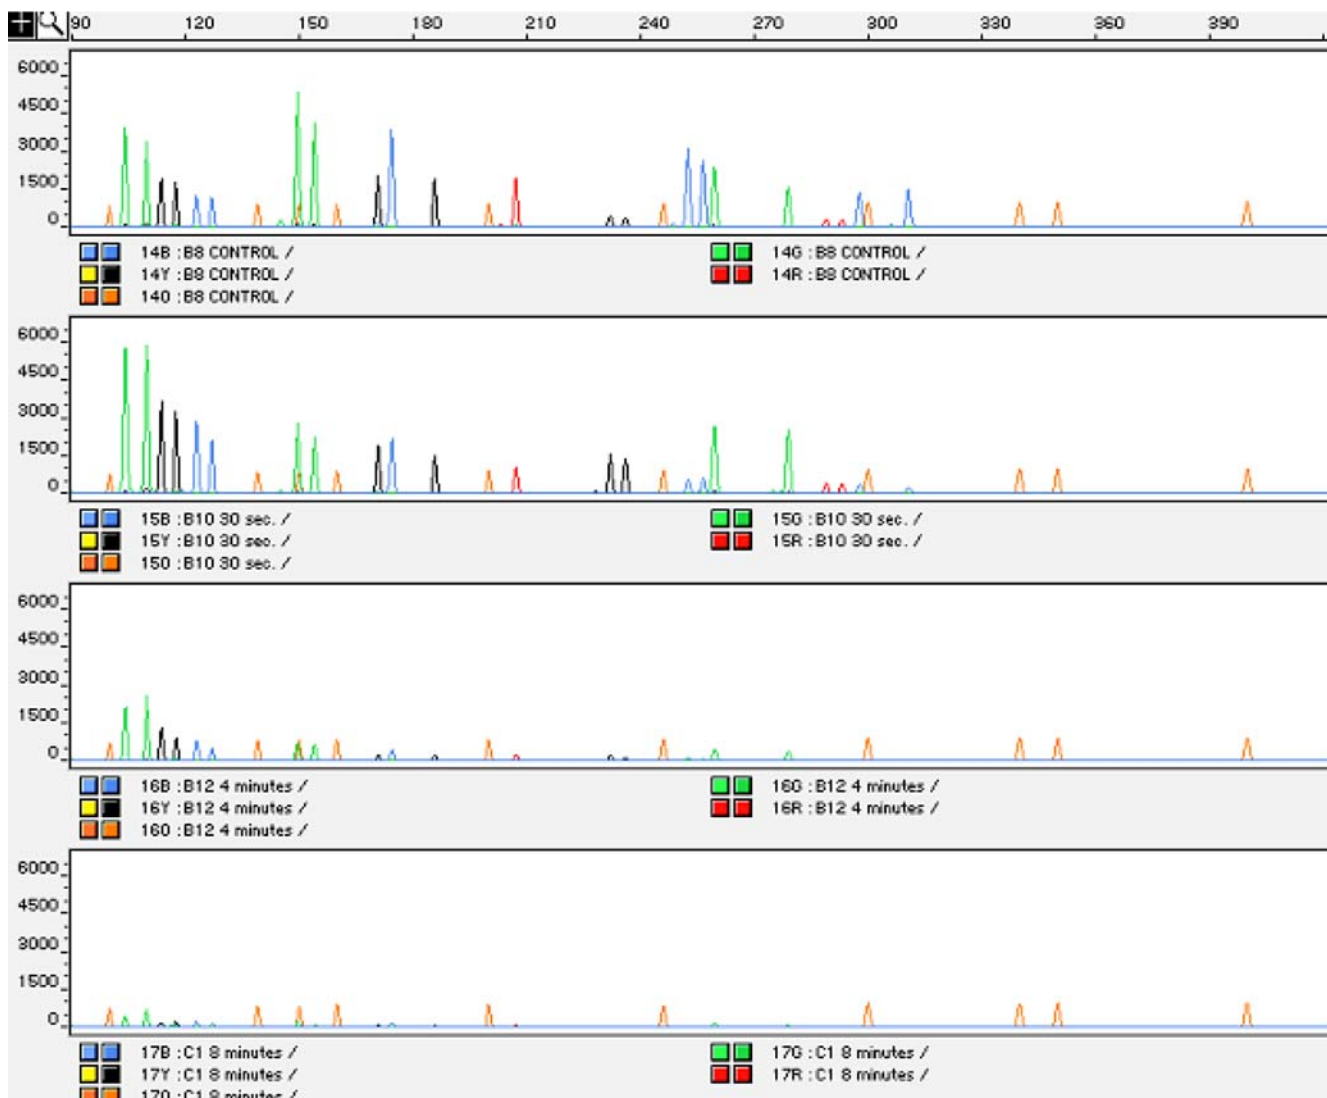 90 120 150 180 210 240 270 300 330 360 390
6000
4500
3000
1500
0
14B : B8 CONTROL / 14G : B8 CONTROL /
14Y : B8 CONTROL / 14R : B8 CONTROL /
14O : B8 CONTROL /
6000
4500
3000
1500
0
15B : B10 30 sec. / 15G : B10 30 sec. /
15Y : B10 30 sec. / 15R : B10 30 sec. /
15O : B10 30 sec. /
6000
4500
3000
1500
0
16B : B12 4 minutes / 16G : B12 4 minutes /
16Y : B12 4 minutes / 16R : B12 4 minutes /
16O : B12 4 minutes /
6000
4500
3000
1500
0
17B : C1 8 minutes / 17G : C1 8 minutes /
17Y : C1 8 minutes / 17R : C1 8 minutes /
17O : C1 8 minutes /